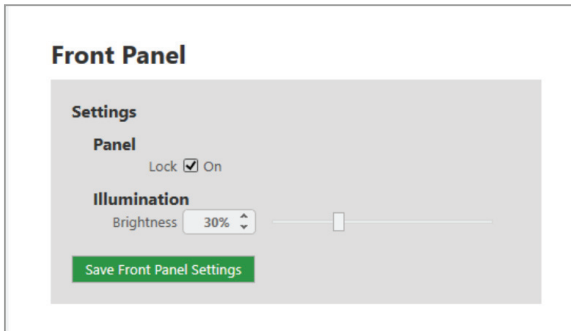 Front Panel
Settings
Panel
Lock On
Illumination
Brightness 30%
Save Front Panel Settings